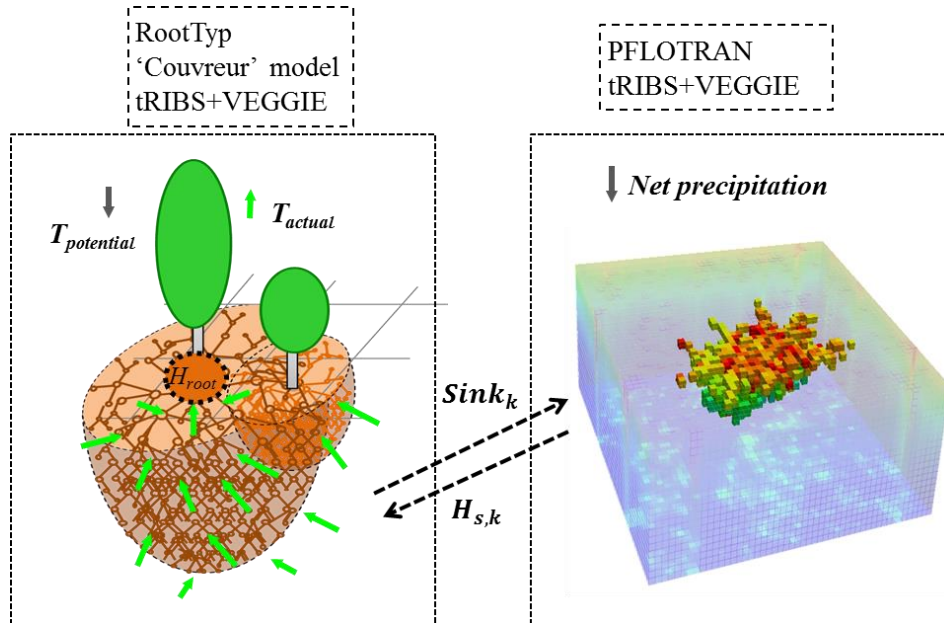 RootTyp
‘Couvreur’ model
tRIBS+VEGGIE
PFLOTRAN
tRIBS+VEGGIE
T_potential
T_actual
H_root
Net precipitation
Sink_k
H_s,k